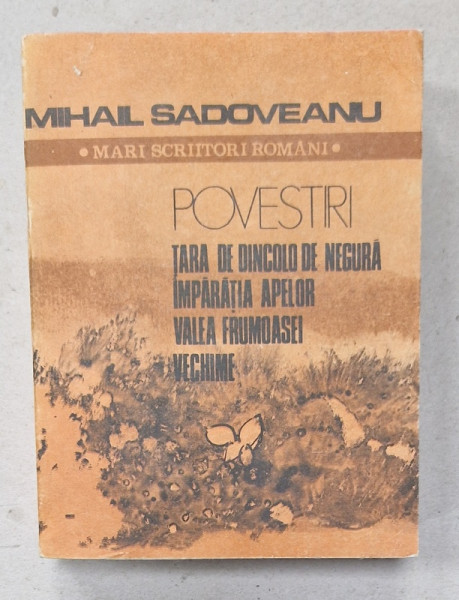 MIHAIL SADOVEANU
• MARI SCRIITORI ROMÂNI •
POVESTIRI
ȚARA DE DINCOLO DE NEGURĂ
ÎMPĂRĂȚIA APELOR
VALEA FRUMOASEI
VECHIME